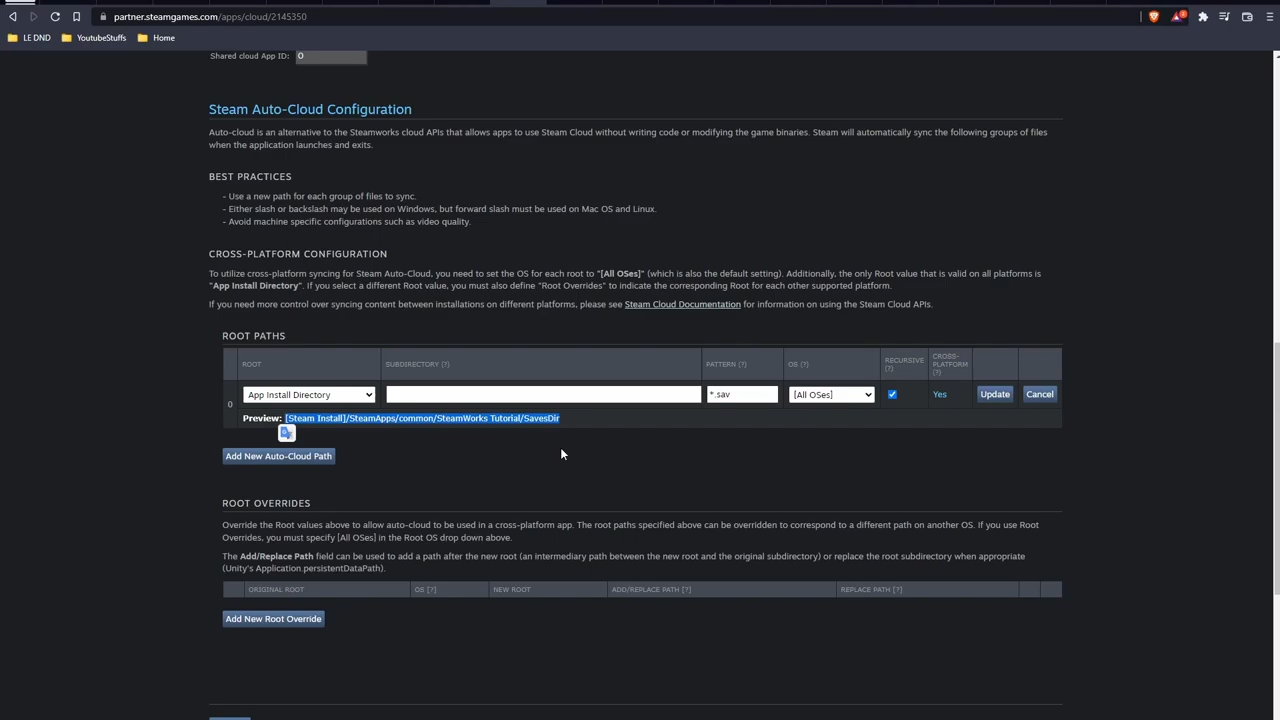 partner.steamgames.com/apps/cloud/2145350
LE DND
YoutubeStuffs
Home
Shared cloud App ID: 0
Steam Auto-Cloud Configuration
Auto-cloud is an alternative to the Steamworks cloud APIs that allows apps to use Steam Cloud without writing code or modifying the game binaries. Steam will automatically sync the following groups of files
when the application launches and exits.
BEST PRACTICES
- Use a new path for each group of files to sync.
- Either slash or backslash may be used on Windows, but forward slash must be used on Mac OS and Linux.
- Avoid machine specific configurations such as video quality.
CROSS-PLATFORM CONFIGURATION
To utilize cross-platform syncing for Steam Auto-Cloud, you need to set the OS for each root to "[All OSes]" (which is also the default setting). Additionally, the only Root value that is valid on all platforms is
"App Install Directory". If you select a different Root value, you must also define "Root Overrides" to indicate the corresponding Root for each other supported platform.
If you need more control over syncing content between installations on different platforms, please see Steam Cloud Documentation for information on using the Steam Cloud APIs.
ROOT PATHS
ROOT SUBDIRECTORY [?] PATTERN [?] OS [?] RECURSIVE [?] CROSS-PLATFORM [?]
0 App Install Directory *.sav [All OSes] Yes Update Cancel
Preview: [Steam Install]/SteamApps/common/SteamWorks Tutorial/SavesDir
Add New Auto-Cloud Path
ROOT OVERRIDES
Override the Root values above to allow auto-cloud to be used in a cross-platform app. The root paths specified above can be overridden to correspond to a different path on another OS. If you use Root
Overrides, you must specify [All OSes] in the Root OS drop down above.
The Add/Replace Path field can be used to add a path after the new root (an intermediary path between the new root and the original subdirectory) or replace the root subdirectory when appropriate
(Unity's Application.persistentDataPath).
ORIGINAL ROOT OS [?] NEW ROOT ADD/REPLACE PATH [?] REPLACE PATH [?]
Add New Root Override